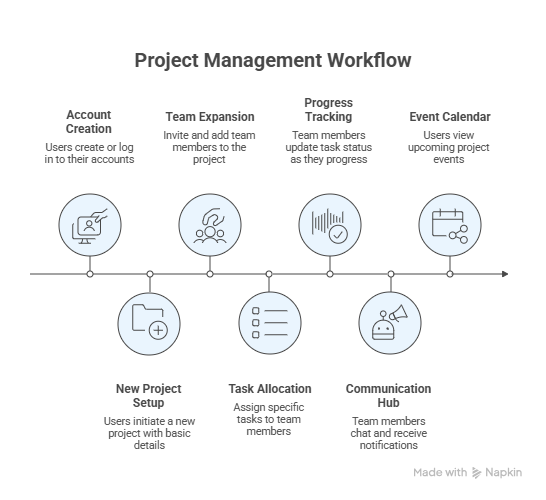 Project Management Workflow
Account
Creation
Users create or log
in to their accounts
Team Expansion
Invite and add team
members to the
project
Progress
Tracking
Team members
update task status
as they progress
Event Calendar
Users view
upcoming project
events
New Project
Setup
Users initiate a new
project with basic
details
Task Allocation
Assign specific
tasks to team
members
Communication
Hub
Team members
chat and receive
notifications
Made with Napkin